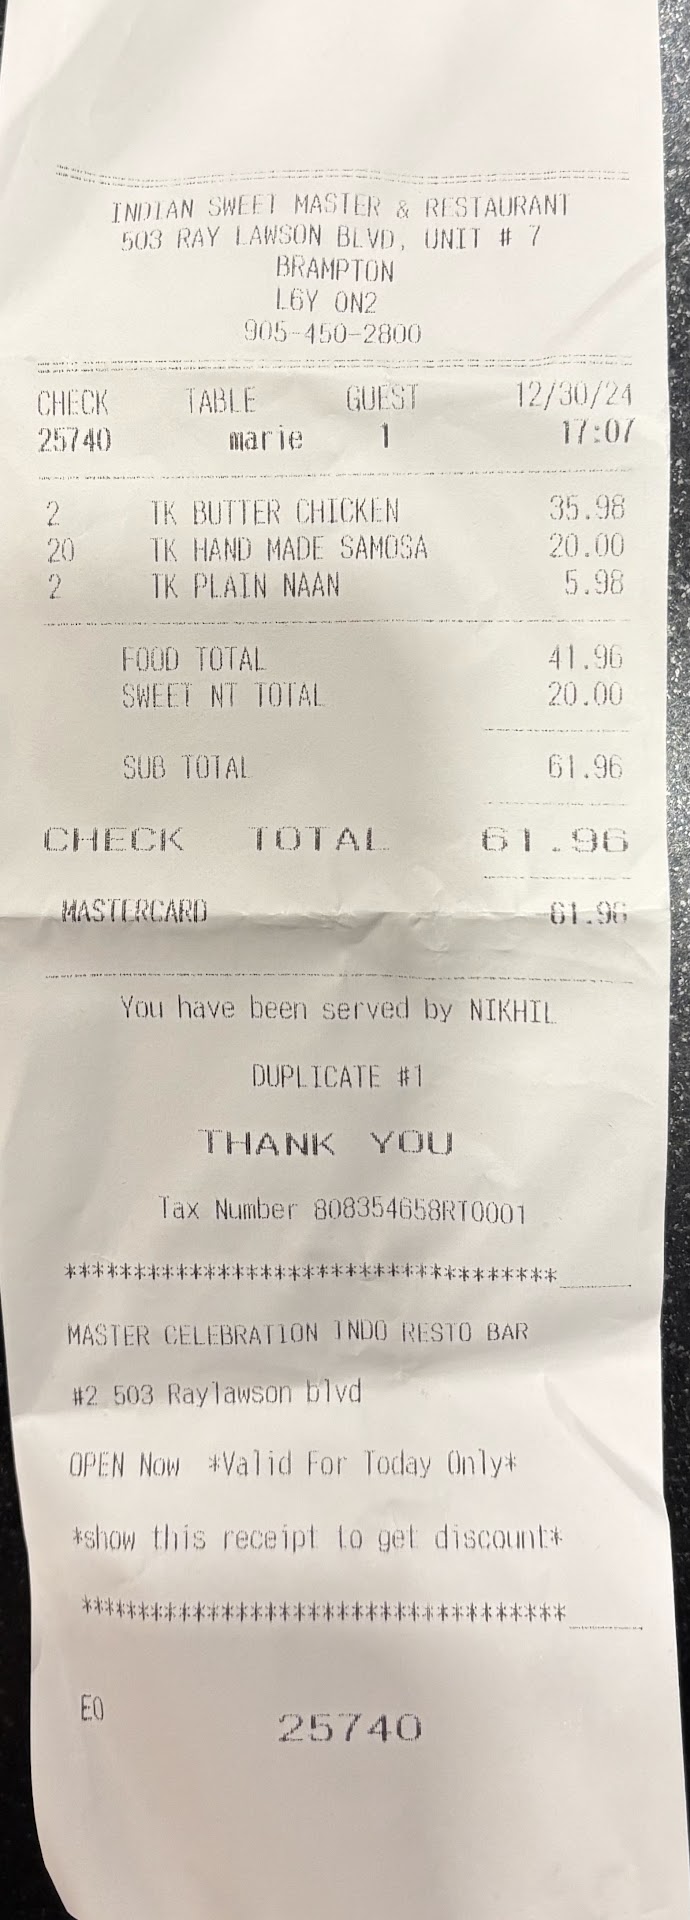 INDIAN SWEET MASTER & RESTAURANT
503 RAY LAWSON BLVD, UNIT # 7
BRAMPTON
L6Y 0N2
905-450-2800
CHECK TABLE GUEST 12/30/24
25740 marie 1 17:07
2 TK BUTTER CHICKEN 35.98
20 TK HAND MADE SAMOSA 20.00
2 TK PLAIN NAAN 5.98
FOOD TOTAL 41.96
SWEET NT TOTAL 20.00
SUB TOTAL 61.96
CHECK TOTAL 61.96
MASTERCARD 61.96
You have been served by NIKHIL
DUPLICATE #1
THANK YOU
Tax Number 808354658RT0001
***********************************______
MASTER CELEBRATION INDO RESTO BAR
#2 503 Raylawson blvd
OPEN Now *Valid For Today Only*
*show this receipt to get discount*
***********************************______
E0 25740